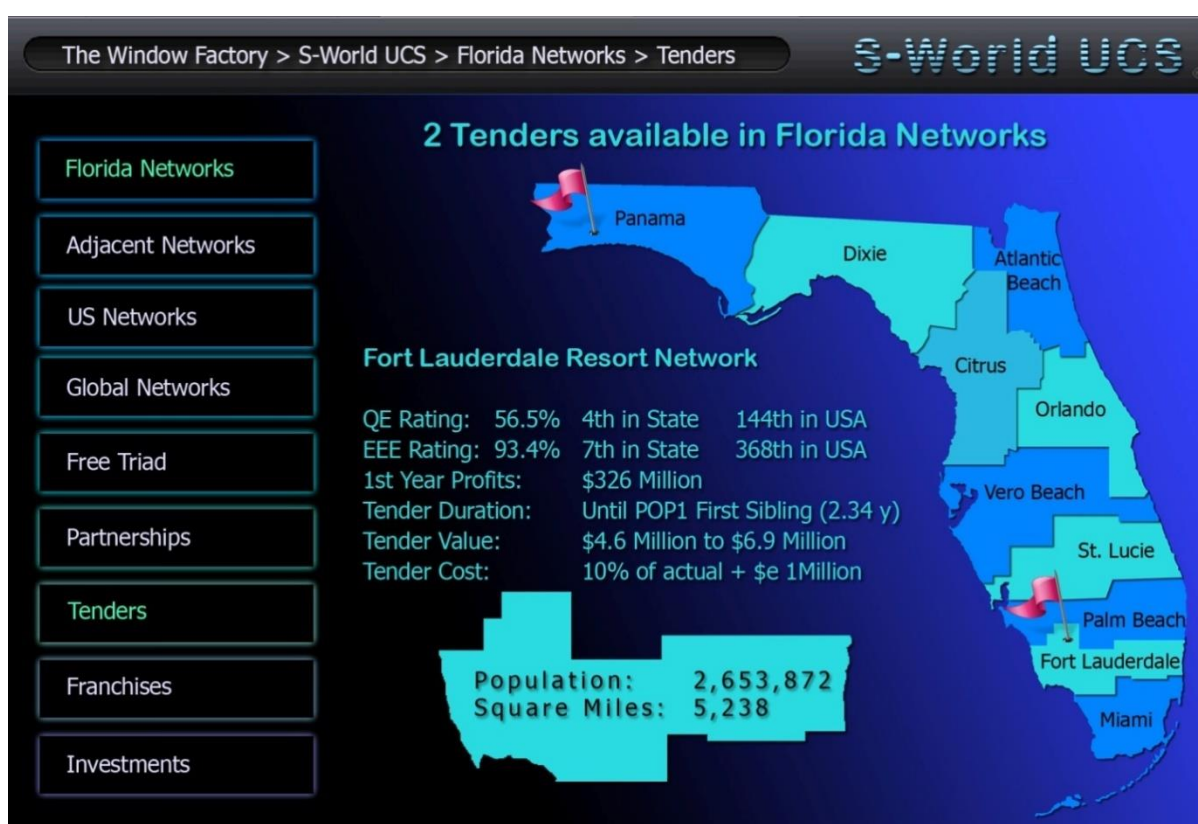 The Window Factory > S-World UCS > Florida Networks > Tenders
S-World UCS
Florida Networks
Adjacent Networks
US Networks
Global Networks
Free Triad
Partnerships
Tenders
Franchises
Investments
2 Tenders available in Florida Networks
Panama
Dixie
Atlantic
Beach
Citrus
Orlando
Vero Beach
St. Lucie
Palm Beach
Fort Lauderdale
Miami
Fort Lauderdale Resort Network
QE Rating: 56.5% 4th in State 144th in USA
EEE Rating: 93.4% 7th in State 368th in USA
1st Year Profits: $326 Million
Tender Duration: Until POP1 First Sibling (2.34 y)
Tender Value: $4.6 Million to $6.9 Million
Tender Cost: 10% of actual + $e 1Million
Population: 2,653,872
Square Miles: 5,238